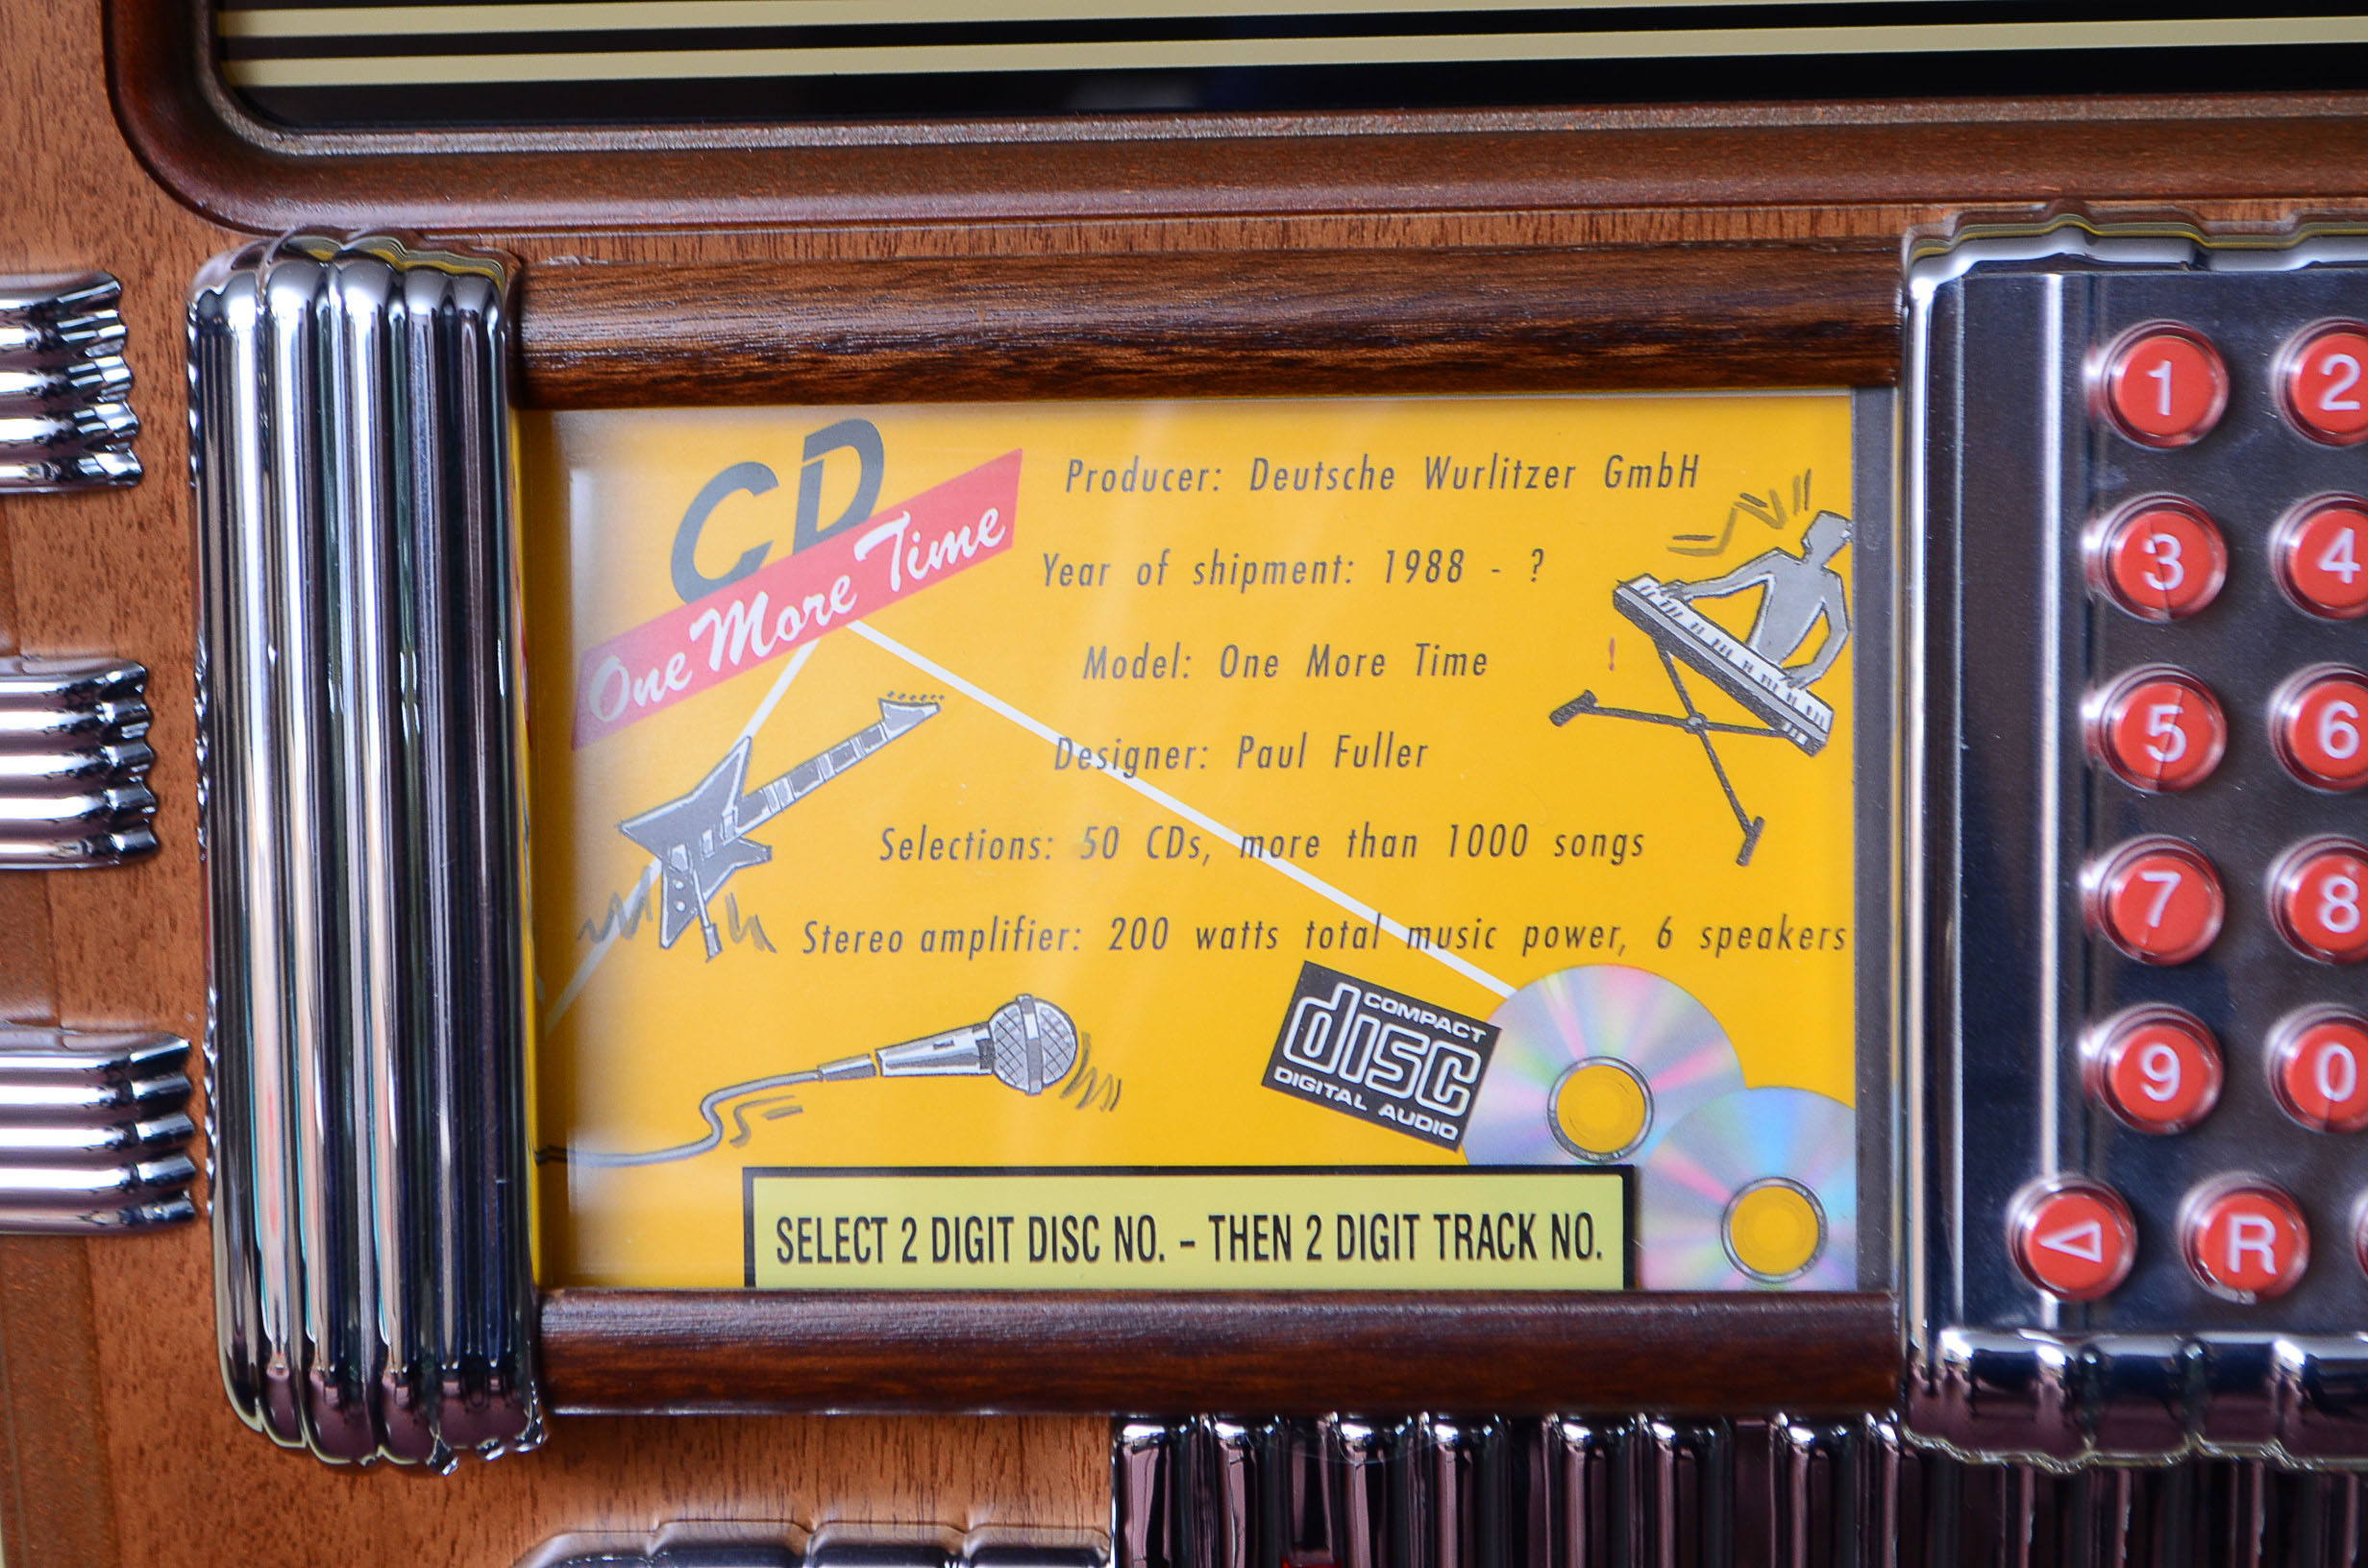 CD
One More Time
Producer: Deutsche Wurlitzer GmbH
Year of shipment: 1988 - ?
Model: One More Time
!
Designer: Paul Fuller
Selections: 50 CDs, more than 1000 songs
Stereo amplifier: 200 watts total music power, 6 speakers
COMPACT
disc
DIGITAL AUDIO
SELECT 2 DIGIT DISC NO. - THEN 2 DIGIT TRACK NO.
1 2
3 4
5 6
7 8
9 0
R